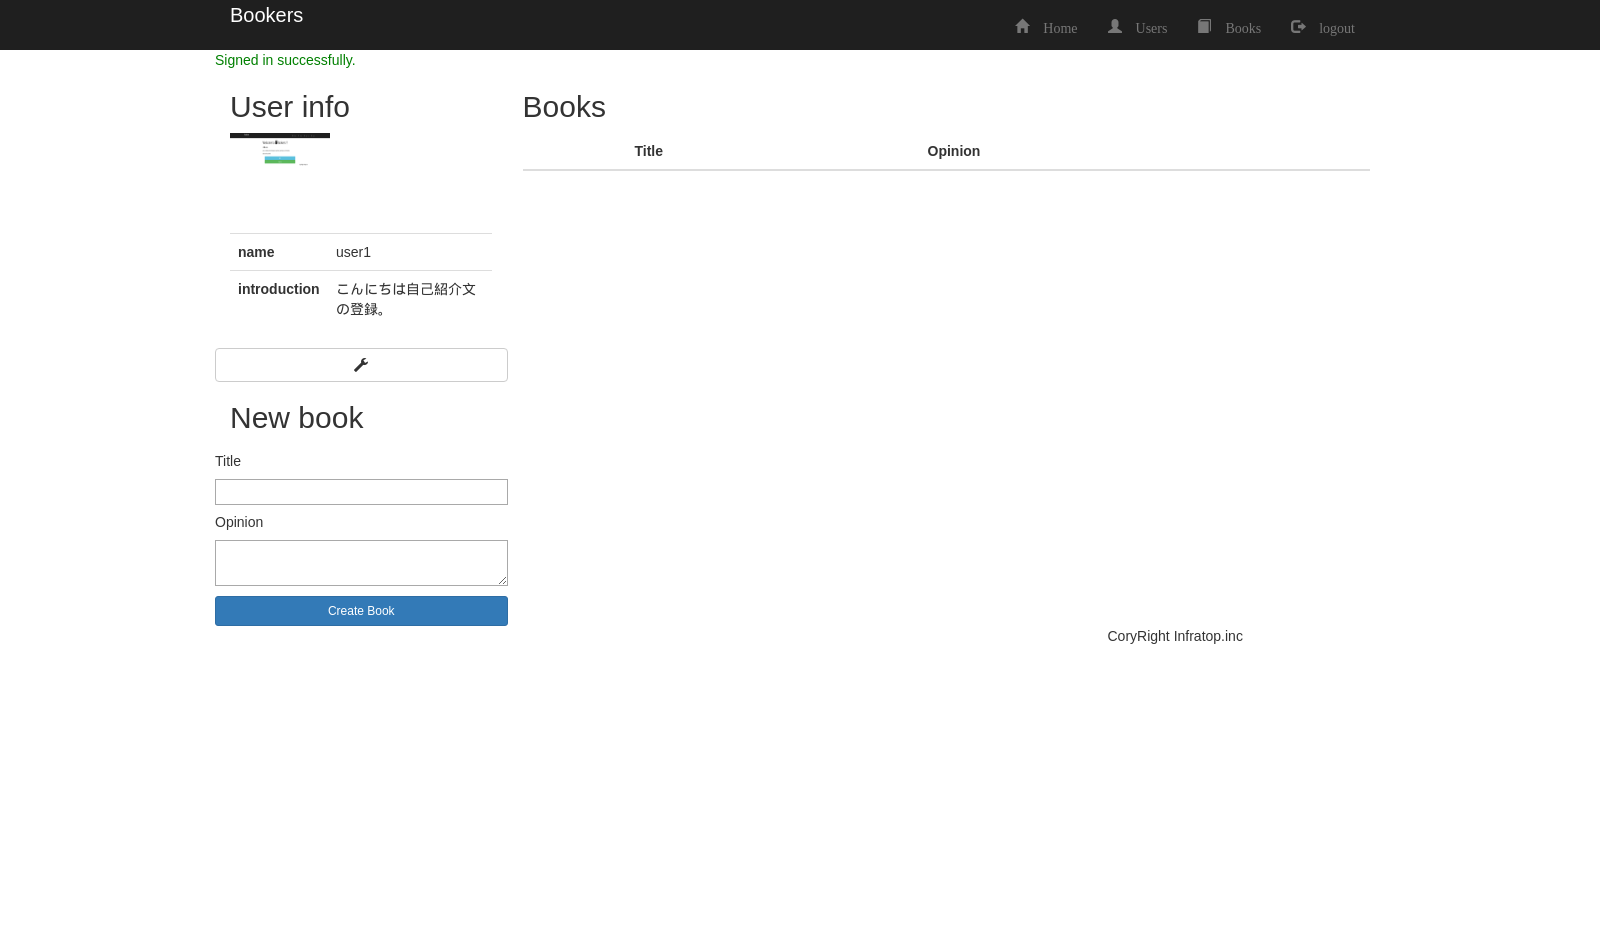 Bookers
Home Users Books logout
Signed in successfully.
User info
name user1
introduction こんにちは自己紹介文
の登録。
New book
Title
Opinion
Create Book
Books
Title Opinion
CoryRight Infratop.inc